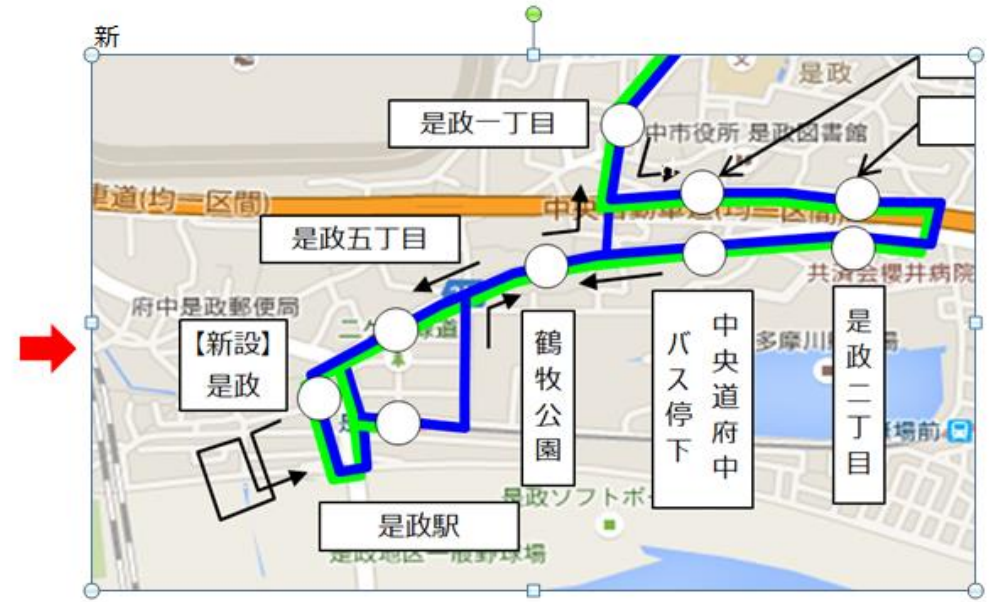 新
是政
是政一丁目
中市役所 是政図書館
車道(均一区間)
中央自動車道(均一区間)
是政五丁目
共済会櫻井病院
府中是政郵便局
【新設】
是政
鶴牧公園
中央道府中
バス停下
多摩川
場
是政二丁目
場前
是政ソフトボー
是政駅
是政地区一般野球場